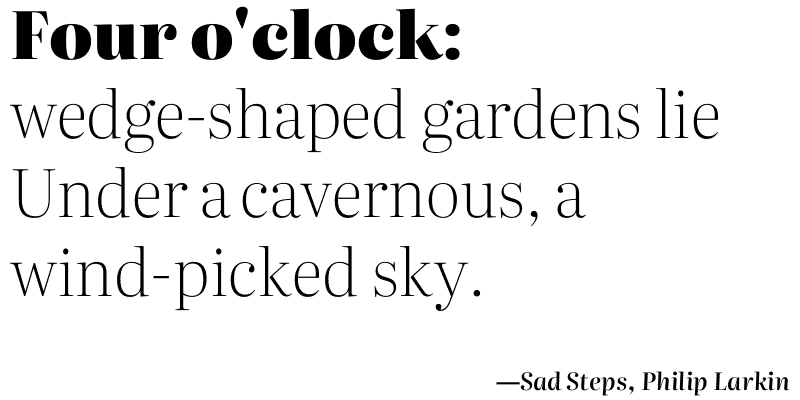 Four o'clock:
wedge-shaped gardens lie
Under a cavernous, a
wind-picked sky.
—Sad Steps, Philip Larkin